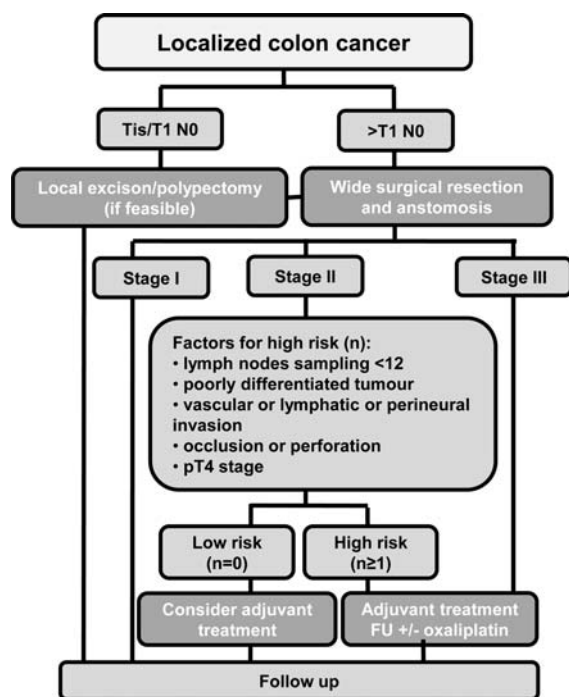 Localized colon cancer
Tis/T1 N0
>T1 N0
Local excison/polypectomy
(if feasible)
Wide surgical resection
and anstomosis
Stage I
Stage II
Stage III
Factors for high risk (n):
• lymph nodes sampling <12
• poorly differentiated tumour
• vascular or lymphatic or perineural
invasion
• occlusion or perforation
• pT4 stage
Low risk
(n=0)
High risk
(n≥1)
Consider adjuvant
treatment
Adjuvant treatment
FU +/- oxaliplatin
Follow up